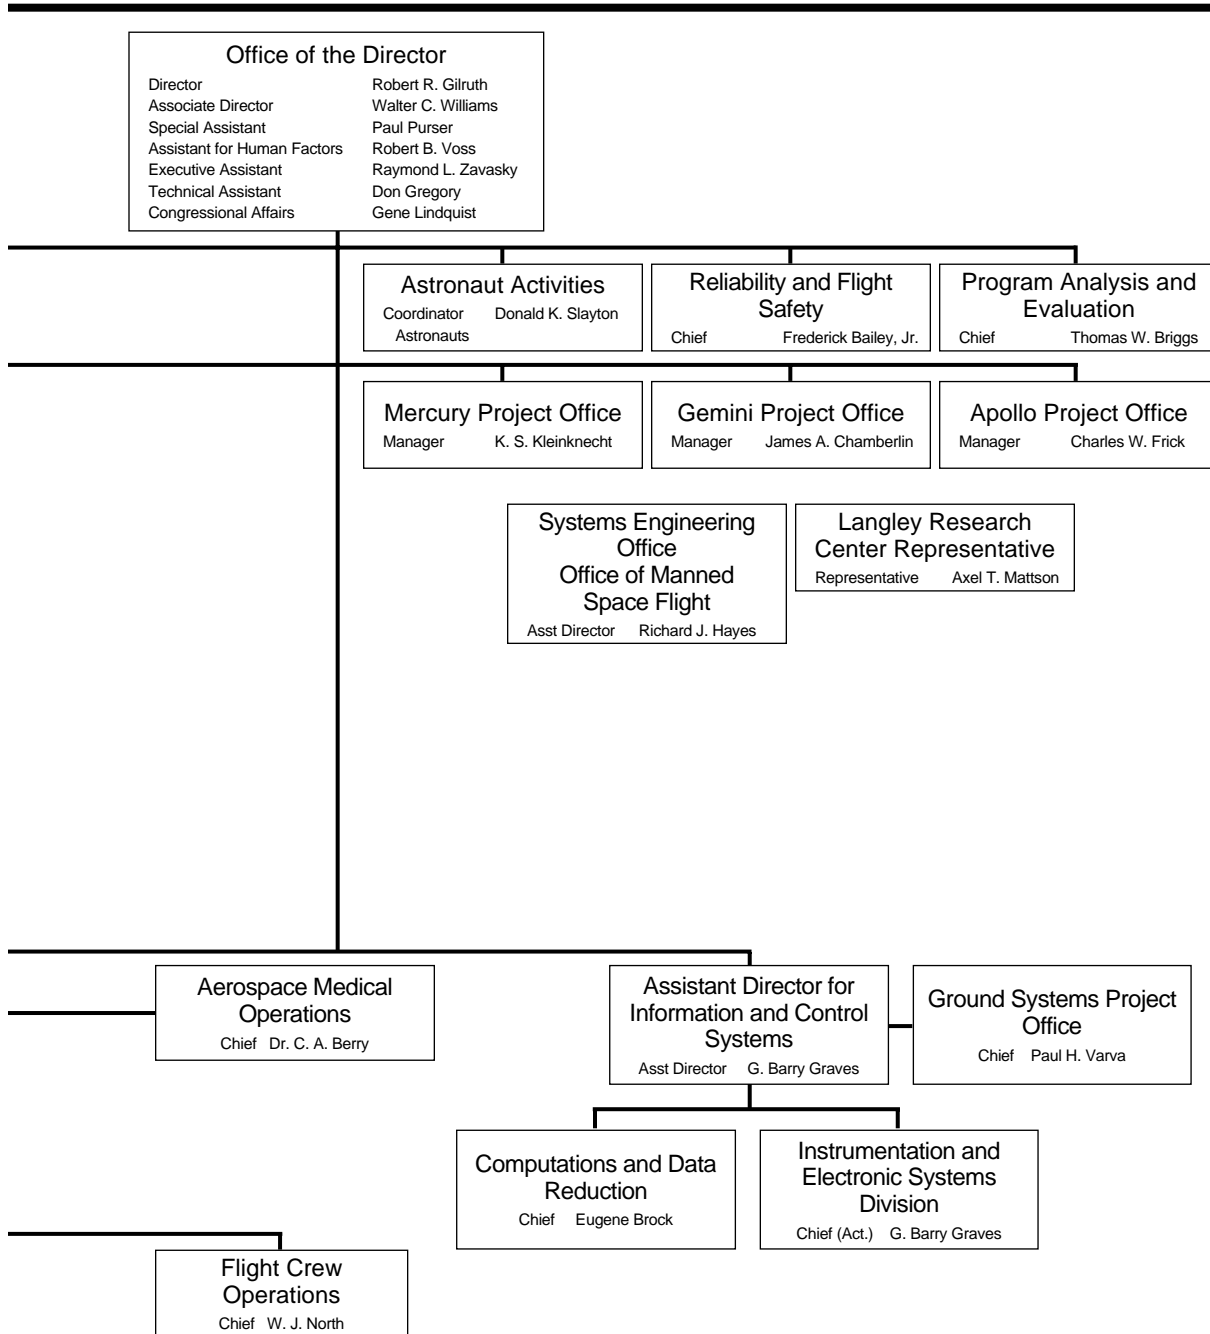 Office of the Director
Director Robert R. Gilruth
Associate Director Walter C. Williams
Special Assistant Paul Purser
Assistant for Human Factors Robert B. Voss
Executive Assistant Raymond L. Zavasky
Technical Assistant Don Gregory
Congressional Affairs Gene Lindquist
Astronaut Activities
Coordinator Donald K. Slayton
Astronauts
Reliability and Flight
Safety
Chief Frederick Bailey, Jr.
Program Analysis and
Evaluation
Chief Thomas W. Briggs
Mercury Project Office
Manager K. S. Kleinknecht
Gemini Project Office
Manager James A. Chamberlin
Apollo Project Office
Manager Charles W. Frick
Systems Engineering
Office
Office of Manned
Space Flight
Asst Director Richard J. Hayes
Langley Research
Center Representative
Representative Axel T. Mattson
Aerospace Medical
Operations
Chief Dr. C. A. Berry
Assistant Director for
Information and Control
Systems
Asst Director G. Barry Graves
Ground Systems Project
Office
Chief Paul H. Varva
Computations and Data
Reduction
Chief Eugene Brock
Instrumentation and
Electronic Systems
Division
Chief (Act.) G. Barry Graves
Flight Crew
Operations
Chief W. J. North